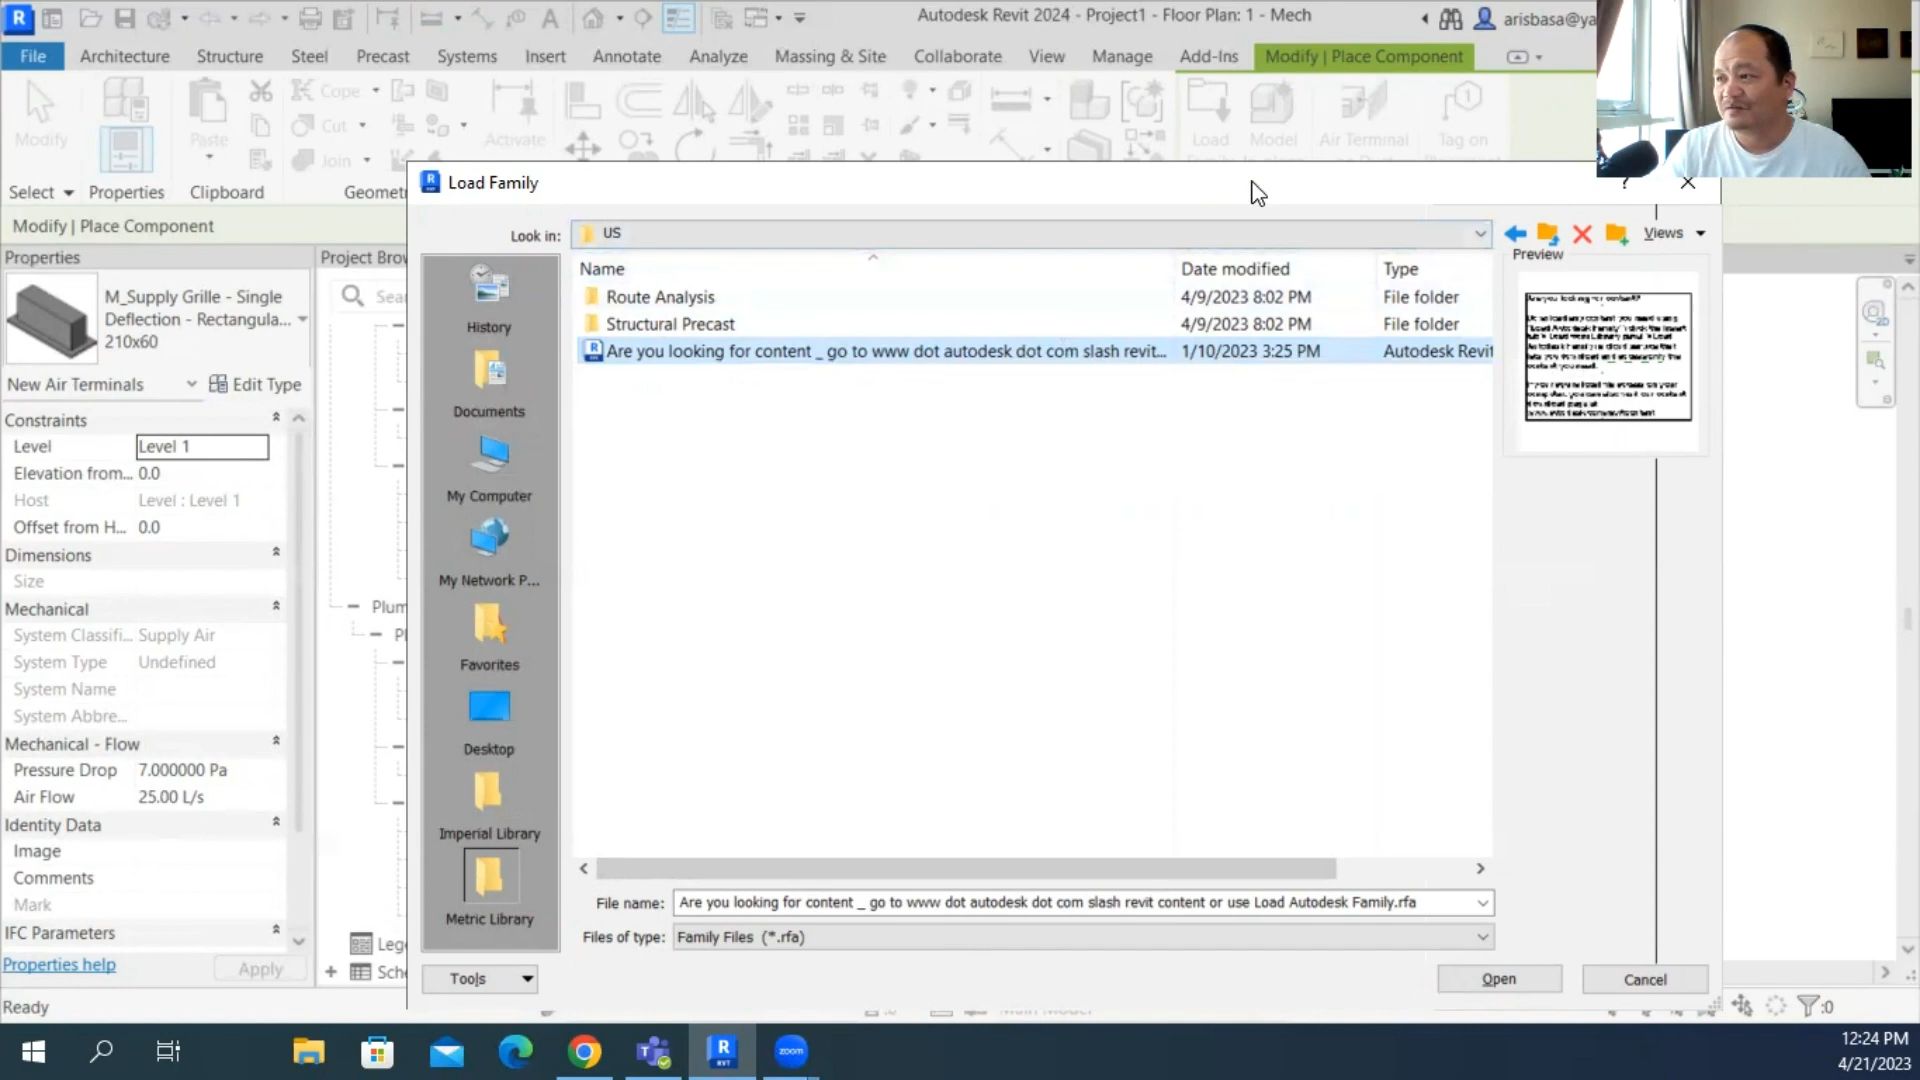 Autodesk Revit 2024 - Project1 - Floor Plan: 1 - Mech
arisbasa@ya
File Architecture Structure Steel Precast Systems Insert Annotate Analyze Massing & Site Collaborate View Manage Add-Ins Modify | Place Component
Modify
Paste
Cope
Cut
Join
Activate
Load
Model
Air Terminal
Tag on
Select
Properties
Clipboard
Geomet
Modify | Place Component
Properties
M_Supply Grille - Single
Deflection - Rectangula...
210x60
New Air Terminals
Edit Type
Constraints
Level Level 1
Elevation from... 0.0
Host Level : Level 1
Offset from H... 0.0
Dimensions
Size
Mechanical
System Classifi... Supply Air
System Type Undefined
System Name
System Abbre...
Mechanical - Flow
Pressure Drop 7.000000 Pa
Air Flow 25.00 L/s
Identity Data
Image
Comments
Mark
IFC Parameters
Properties help
Apply
Ready
Project Brow
Sea
Plum
Pl
Lege
Sche
Load Family
?
Look in: US
Views
Name Date modified Type
Route Analysis 4/9/2023 8:02 PM File folder
Structural Precast 4/9/2023 8:02 PM File folder
Are you looking for content _ go to www dot autodesk dot com slash revit... 1/10/2023 3:25 PM Autodesk Revit
History
Documents
My Computer
My Network P...
Favorites
Desktop
Imperial Library
Metric Library
Preview
File name: Are you looking for content _ go to www dot autodesk dot com slash revit content or use Load Autodesk Family.rfa
Files of type: Family Files (*.rfa)
Tools
Open
Cancel
:0
zoom
12:24 PM
4/21/2023